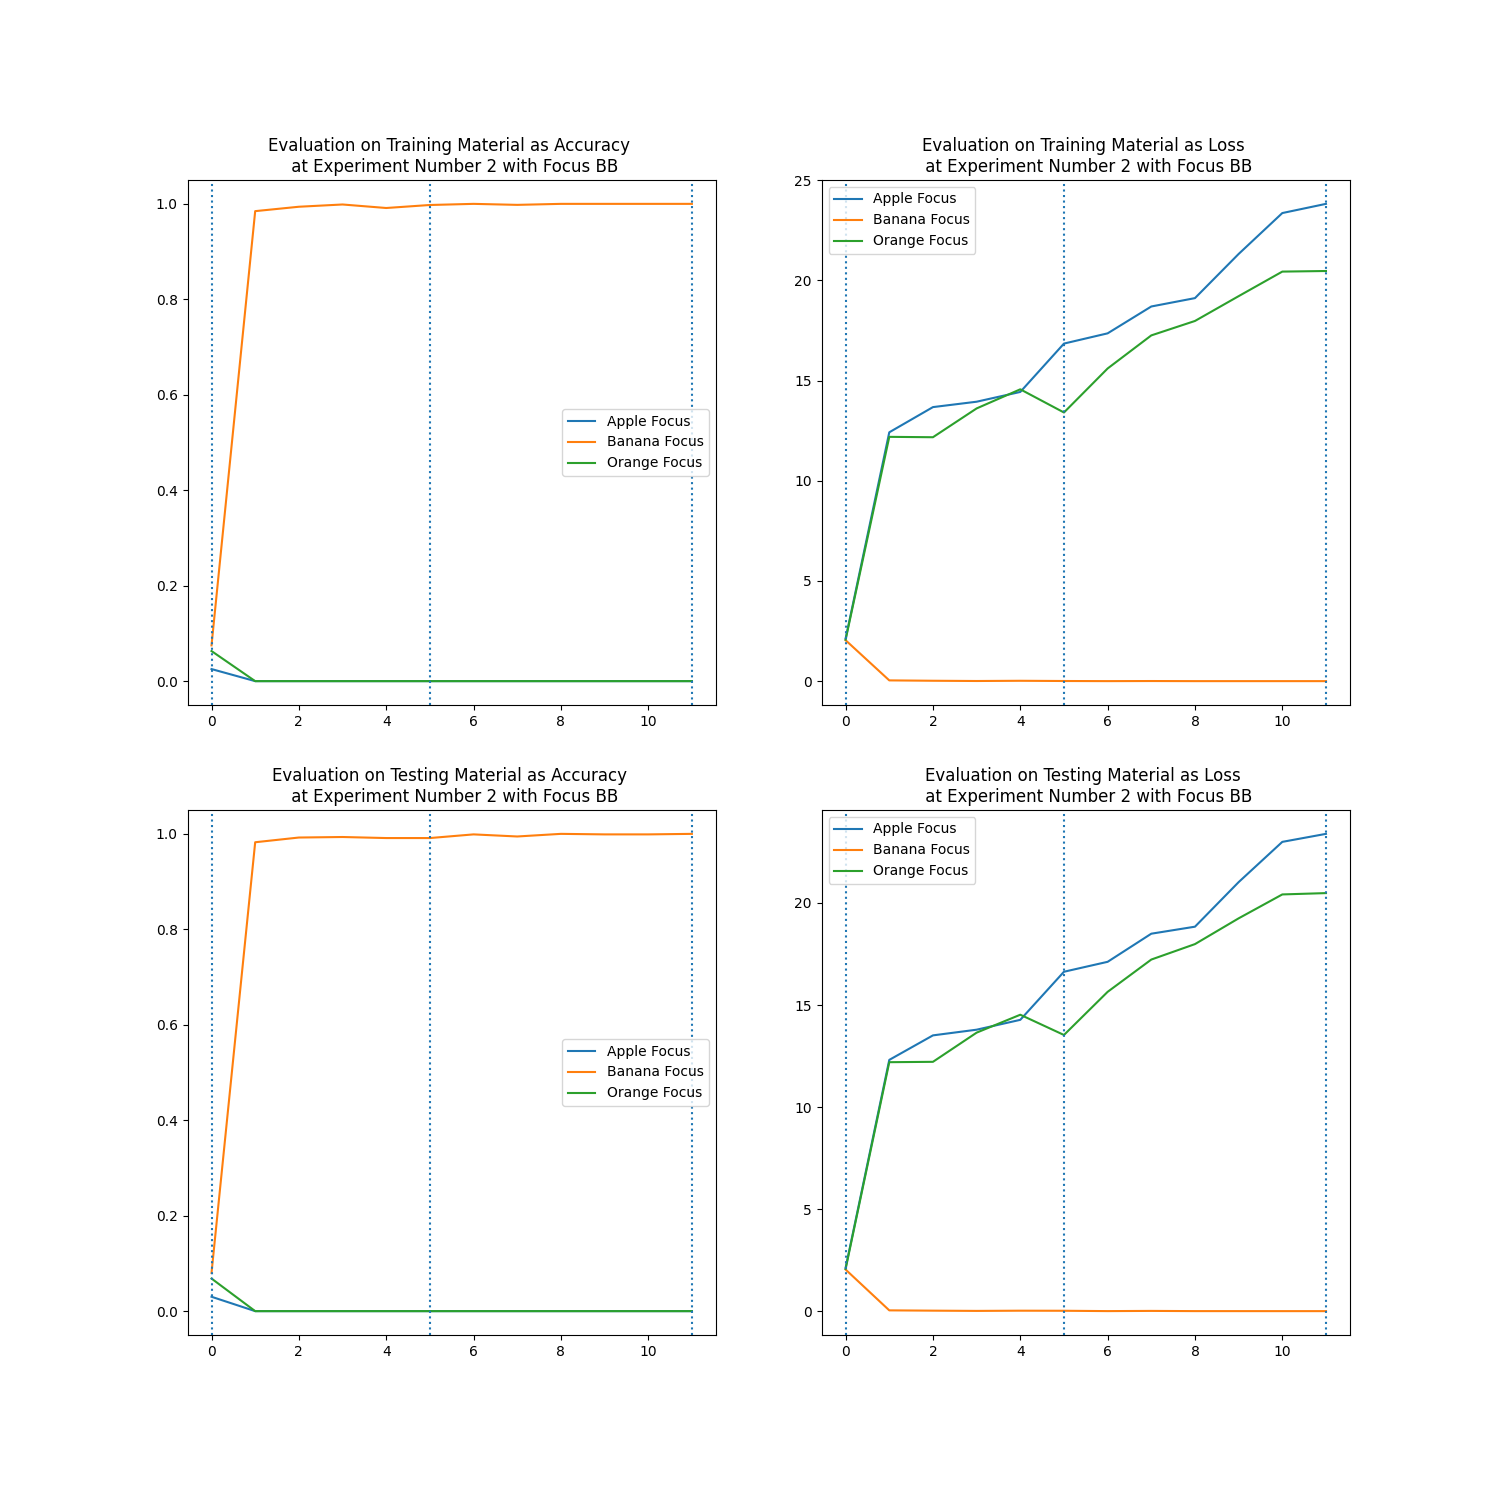 Evaluation on Training Material as Accuracy
at Experiment Number 2 with Focus BB
1.0
0.8
0.6
0.4
0.2
0.0
Apple Focus
Banana Focus
Orange Focus
0 2 4 6 8 10
Evaluation on Training Material as Loss
at Experiment Number 2 with Focus BB
25
20
15
10
5
0
Apple Focus
Banana Focus
Orange Focus
0 2 4 6 8 10
Evaluation on Testing Material as Accuracy
at Experiment Number 2 with Focus BB
1.0
0.8
0.6
0.4
0.2
0.0
Apple Focus
Banana Focus
Orange Focus
0 2 4 6 8 10
Evaluation on Testing Material as Loss
at Experiment Number 2 with Focus BB
20
15
10
5
0
Apple Focus
Banana Focus
Orange Focus
0 2 4 6 8 10